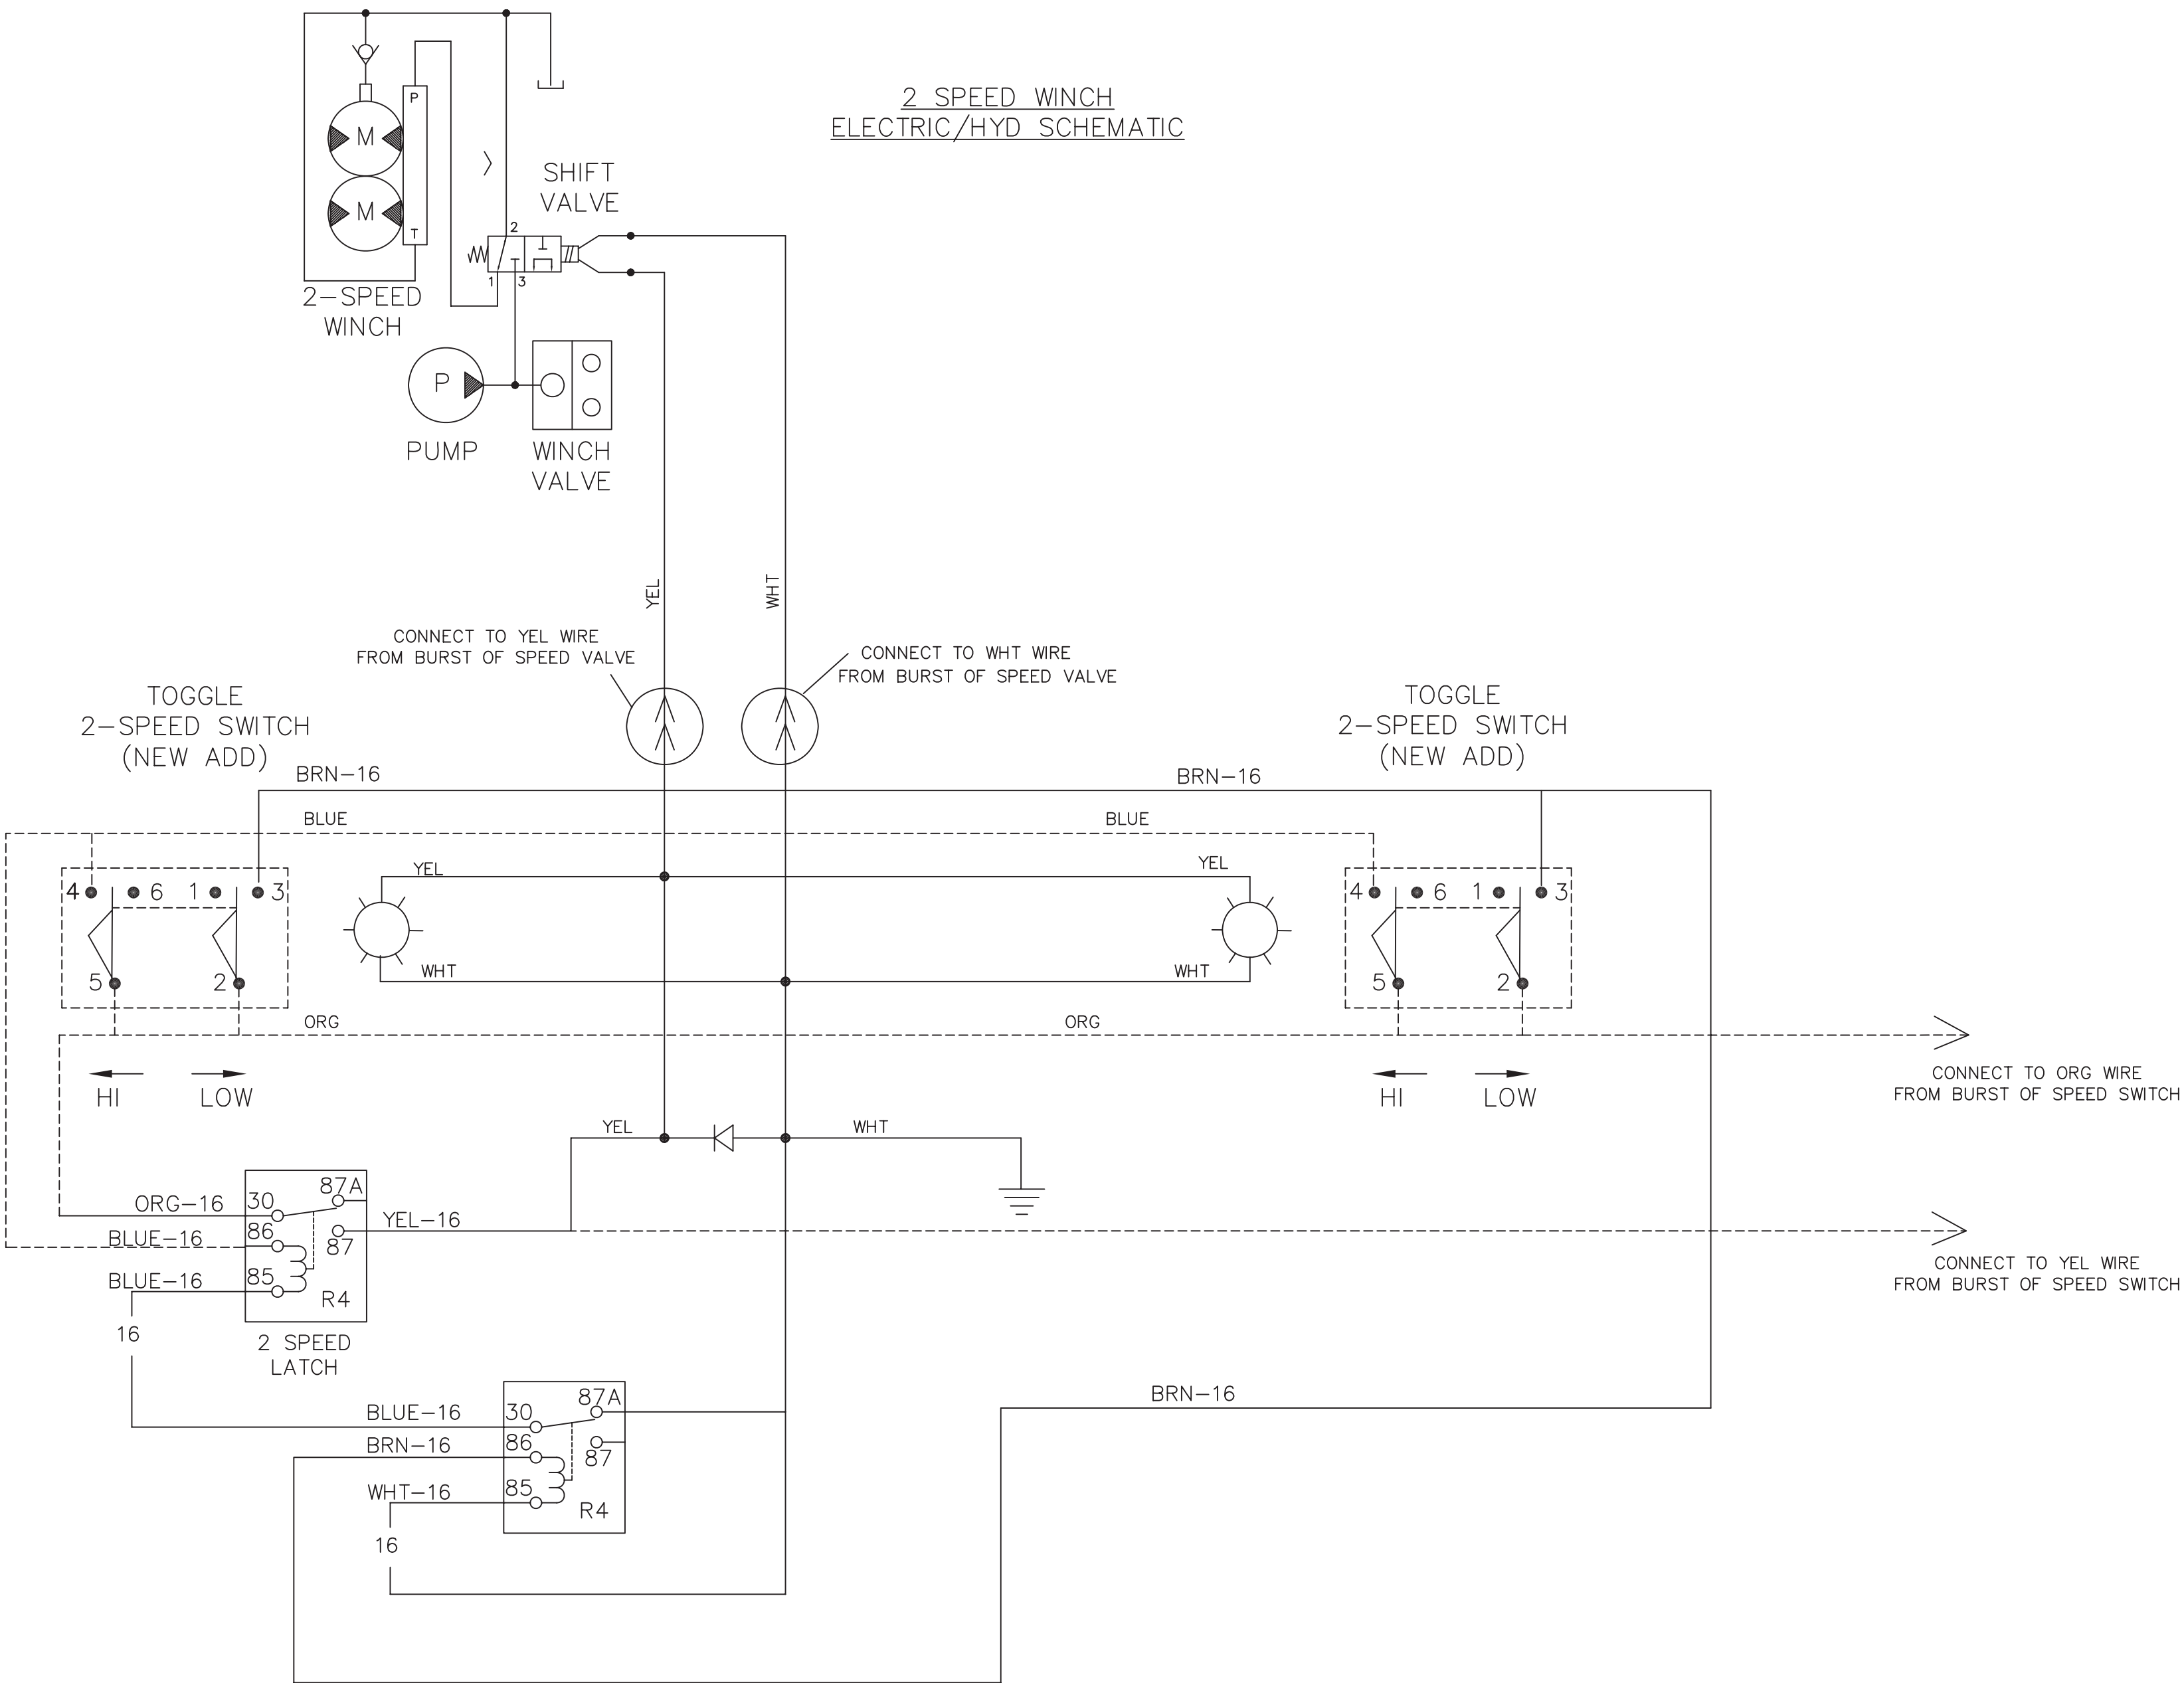 2 SPEED WINCH
ELECTRIC/HYD SCHEMATIC
P
M
M
T
SHIFT
VALVE
2
1
3
2-SPEED
WINCH
P
PUMP
WINCH
VALVE
YEL
WHT
CONNECT TO YEL WIRE
FROM BURST OF SPEED VALVE
CONNECT TO WHT WIRE
FROM BURST OF SPEED VALVE
TOGGLE
2-SPEED SWITCH
(NEW ADD)
TOGGLE
2-SPEED SWITCH
(NEW ADD)
BRN-16
BRN-16
BLUE
BLUE
YEL
YEL
4
6
1
3
5
2
4
6
1
3
5
2
WHT
WHT
ORG
ORG
HI
LOW
HI
LOW
CONNECT TO ORG WIRE
FROM BURST OF SPEED SWITCH
YEL
WHT
ORG-16
BLUE-16
BLUE-16
16
30
86
85
87A
87
R4
YEL-16
2 SPEED
LATCH
CONNECT TO YEL WIRE
FROM BURST OF SPEED SWITCH
BLUE-16
BRN-16
WHT-16
16
30
86
85
87A
87
R4
BRN-16